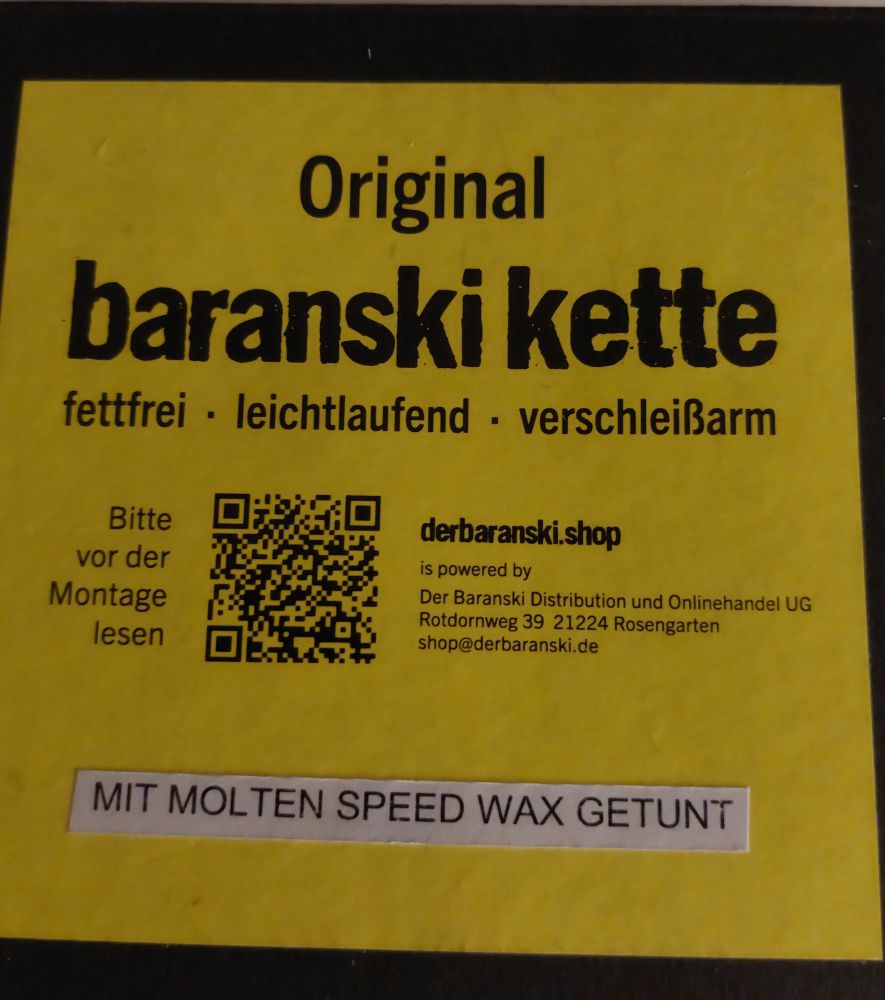 Original
baranski kette
fettfrei · leichtlaufend · verschleißarm
Bitte
vor der
Montage
lesen
derbaranski.shop
is powered by
Der Baranski Distribution und Onlinehandel UG
Rotdornweg 39 21224 Rosengarten
shop@derbaranski.de
MIT MOLTEN SPEED WAX GETUNT